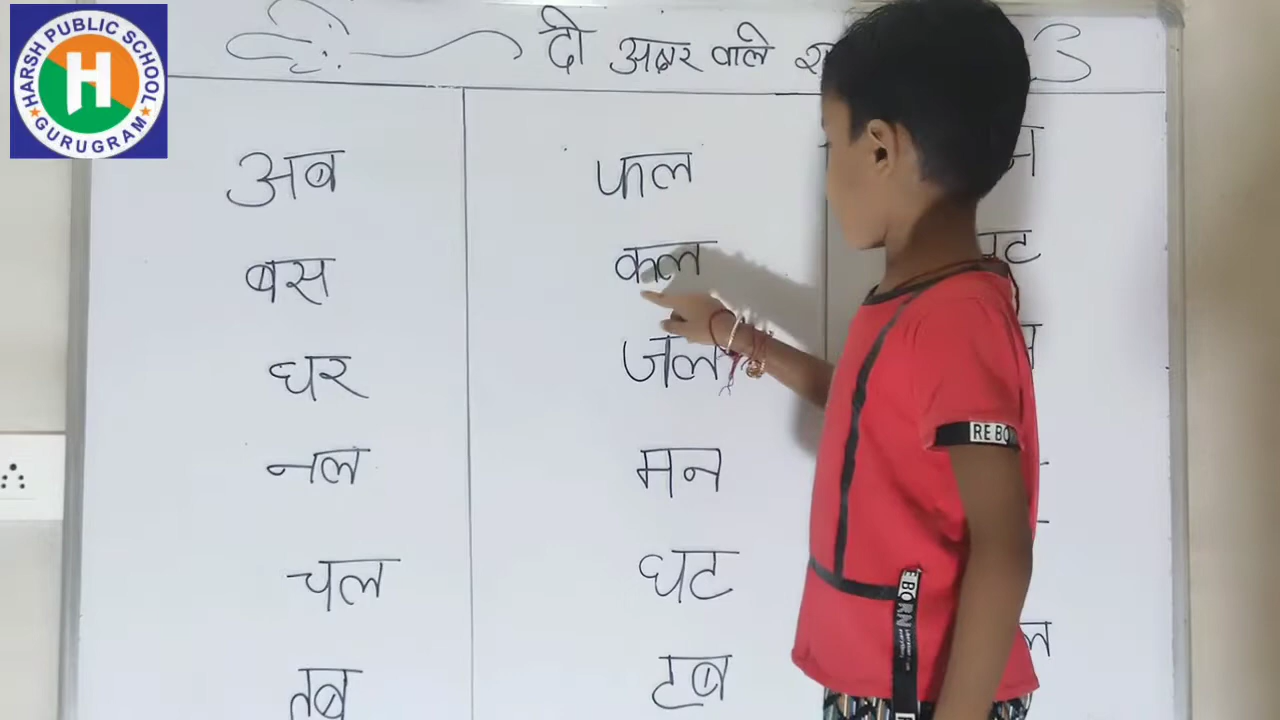 HARSH PUBLIC SCHOOL
GURUGRAM
H
दो अक्षर वाले
अब
बस
घर
नल
चल
तब
फल
कल
जल
मन
घट
टब
RE BO
REBORN